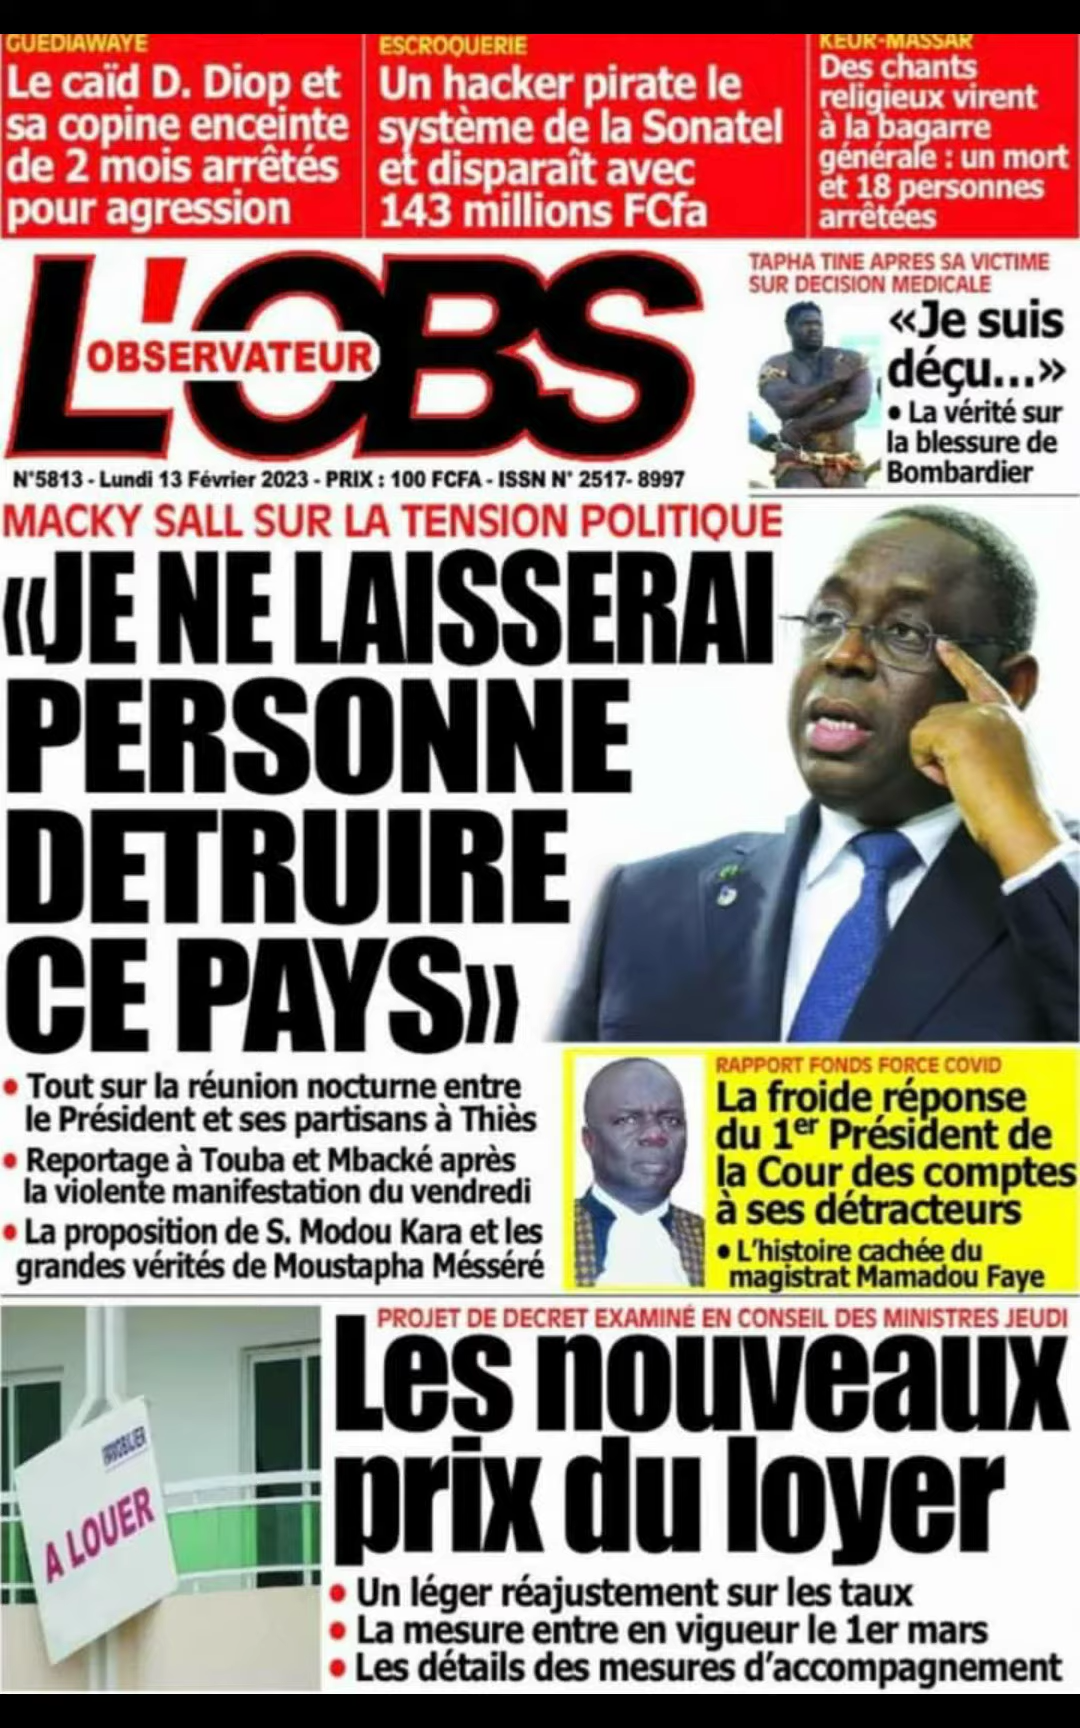 GUEDIAWAYE
Le caïd D. Diop et
sa copine enceinte
de 2 mois arrêtés
pour agression
ESCROQUERIE
Un hacker pirate le
système de la Sonatel
et disparaît avec
143 millions FCfa
KEUR-MASSAR
Des chants
religieux virent
à la bagarre
générale : un mort
et 18 personnes
arrêtées
L'OBS
OBSERVATEUR
N°5813 - Lundi 13 Février 2023 - PRIX : 100 FCFA - ISSN N° 2517- 8997
TAPHA TINE APRES SA VICTIME
SUR DECISION MEDICALE
«Je suis
déçu...»
• La vérité sur
la blessure de
Bombardier
MACKY SALL SUR LA TENSION POLITIQUE
«JE NE LAISSERAI
PERSONNE
DETRUIRE
CE PAYS»
• Tout sur la réunion nocturne entre
le Président et ses partisans à Thiès
• Reportage à Touba et Mbacké après
la violente manifestation du vendredi
• La proposition de S. Modou Kara et les
grandes vérités de Moustapha Mésséré
RAPPORT FONDS FORCE COVID
La froide réponse
du 1er Président de
la Cour des comptes
à ses détracteurs
• L'histoire cachée du
magistrat Mamadou Faye
IMMOBILIER
A LOUER
PROJET DE DECRET EXAMINÉ EN CONSEIL DES MINISTRES JEUDI
Les nouveaux
prix du loyer
• Un léger réajustement sur les taux
• La mesure entre en vigueur le 1er mars
• Les détails des mesures d'accompagnement